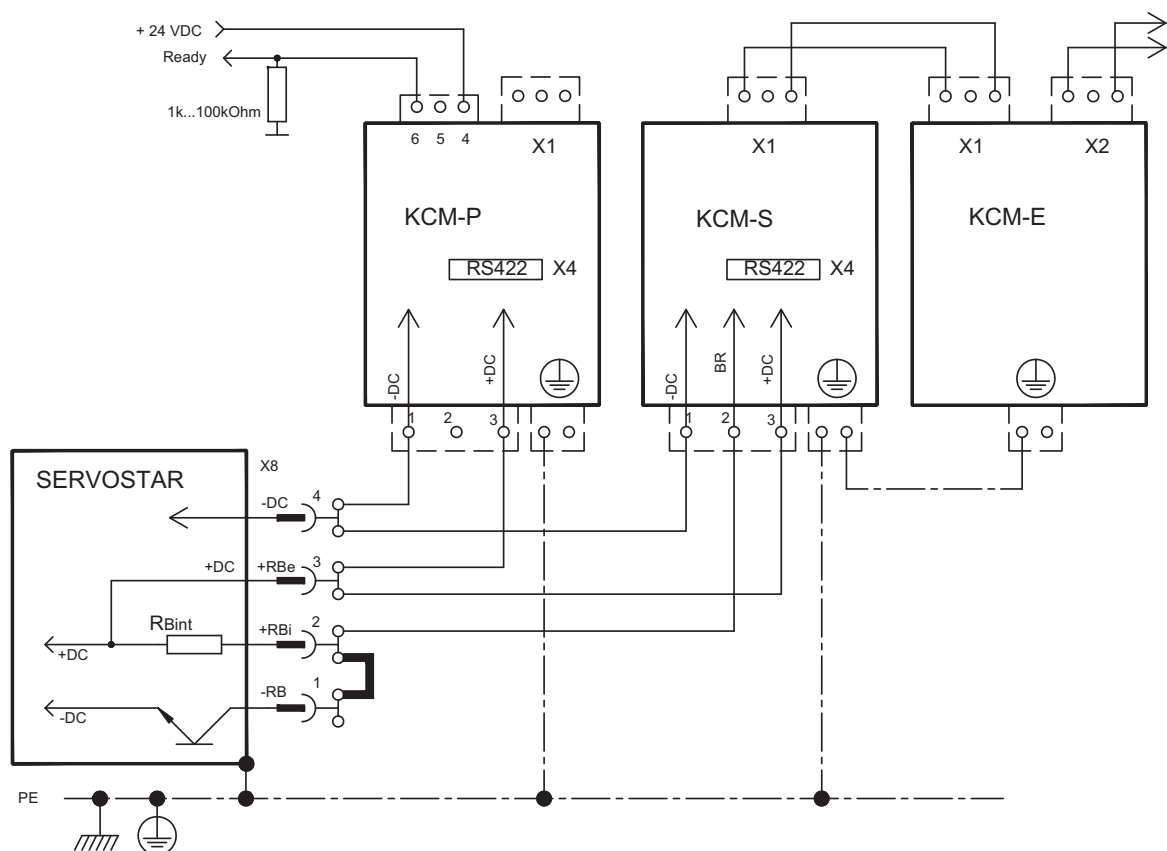 + 24 VDC
Ready
1k...100kOhm
6 5 4
X1
KCM-P
RS422 X4
-DC
+DC
1 2 3
X1
KCM-S
RS422 X4
-DC
BR
+DC
1 2 3
X1 X2
KCM-E
SERVOSTAR
X8
-DC 4
+DC +RBe 3
RBint
+RBi 2
+DC
-RB 1
-DC
PE